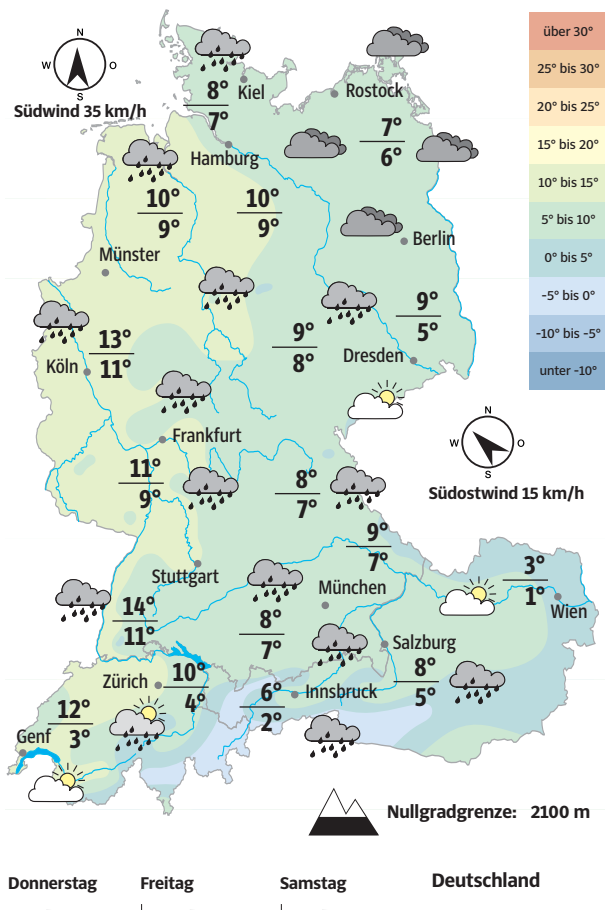 N
W O
S
Südwind 35 km/h
8°
7°
Kiel
Rostock
7°
6°
Hamburg
10°
9°
10°
9°
Berlin
Münster
13°
11°
Köln
9°
8°
9°
5°
Dresden
Frankfurt
11°
9°
8°
7°
N
W O
S
Südostwind 15 km/h
9°
7°
Stuttgart
München
3°
1°
Wien
14°
11°
8°
7°
Salzburg
8°
5°
Zürich
10°
4°
6°
2°
Innsbruck
12°
3°
Genf
über 30°
25° bis 30°
20° bis 25°
15° bis 20°
10° bis 15°
5° bis 10°
0° bis 5°
-5° bis 0°
-10° bis -5°
unter -10°
Nullgradgrenze: 2100 m
Donnerstag Freitag Samstag Deutschland